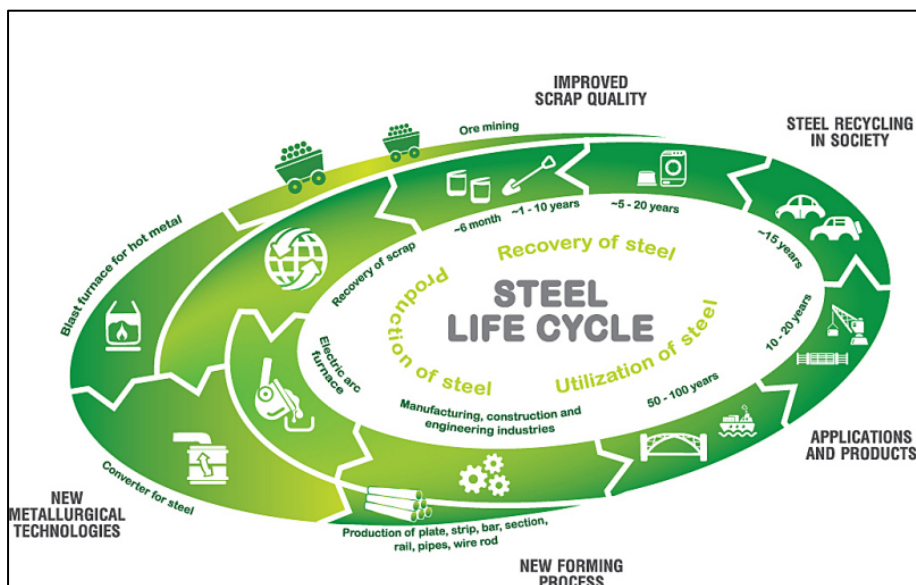 IMPROVED
SCRAP QUALITY
STEEL RECYCLING
IN SOCIETY
Ore mining
~6 month
~1 - 10 years
~5 - 20 years
~15 years
10 - 20 years
50 - 100 years
Blast furnace for hot metal
Recovery of scrap
Recovery of steel
Production of steel
Utilization of steel
STEEL
LIFE CYCLE
Electric arc
furnace
Manufacturing, construction and
engineering industries
APPLICATIONS
AND PRODUCTS
Converter for steel
NEW
METALLURGICAL
TECHNOLOGIES
Production of plate, strip, bar, section,
rail, pipes, wire rod
NEW FORMING
PROCESS